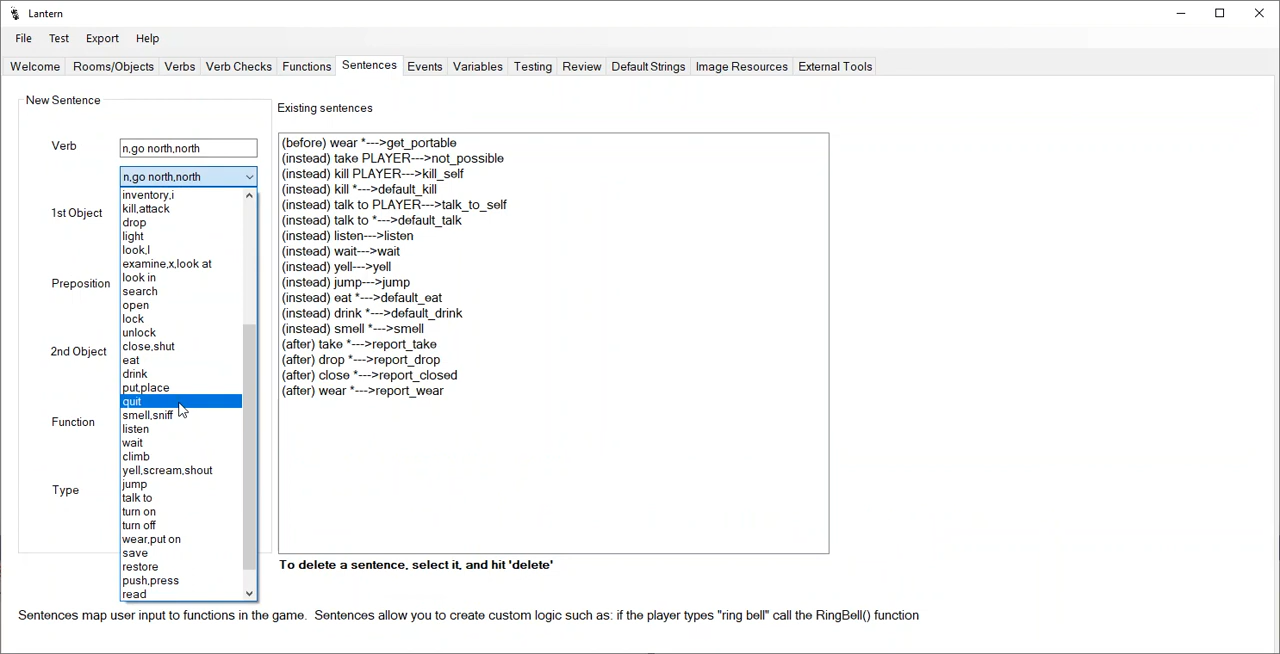 Lantern
File Test Export Help
Welcome Rooms/Objects Verbs Verb Checks Functions Sentences Events Variables Testing Review Default Strings Image Resources External Tools
New Sentence
Verb
n,go north,north
n,go north,north
1st Object
Preposition
2nd Object
Function
Type
inventory,i
kill,attack
drop
light
look,l
examine,x,look at
look in
search
open
lock
unlock
close,shut
eat
drink
put,place
quit
smell,sniff
listen
wait
climb
yell,scream,shout
jump
talk to
turn on
turn off
wear,put on
save
restore
push,press
read
Existing sentences
(before) wear *--->get_portable
(instead) take PLAYER--->not_possible
(instead) kill PLAYER--->kill_self
(instead) kill *--->default_kill
(instead) talk to PLAYER--->talk_to_self
(instead) talk to *--->default_talk
(instead) listen--->listen
(instead) wait--->wait
(instead) yell--->yell
(instead) jump--->jump
(instead) eat *--->default_eat
(instead) drink *--->default_drink
(instead) smell *--->smell
(after) take *--->report_take
(after) drop *--->report_drop
(after) close *--->report_closed
(after) wear *--->report_wear
To delete a sentence, select it, and hit 'delete'
Sentences map user input to functions in the game.  Sentences allow you to create custom logic such as: if the player types "ring bell" call the RingBell() function